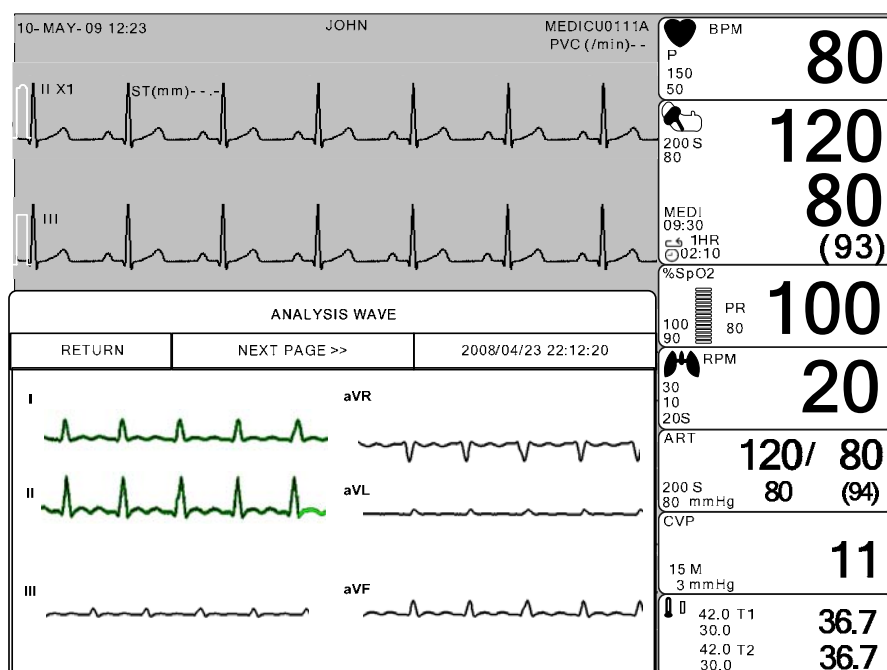 10- MAY- 09 12:23 JOHN MEDICU0111A
PVC (/min)- -
II X1 ST(mm)- - .-
III
ANALYSIS WAVE
RETURN NEXT PAGE >> 2008/04/23 22:12:20
I aVR
II aVL
III aVF
BPM
P
150
50
80
200 S
80
120
80
(93)
MEDI
09:30
1HR
02:10
%SpO2
100
90
PR
80
100
RPM
30
10
20S
20
ART
120/ 80
200 S
80 mmHg
80 (94)
CVP
15 M
3 mmHg
11
42.0 T1
30.0
36.7
42.0 T2
30.0
36.7